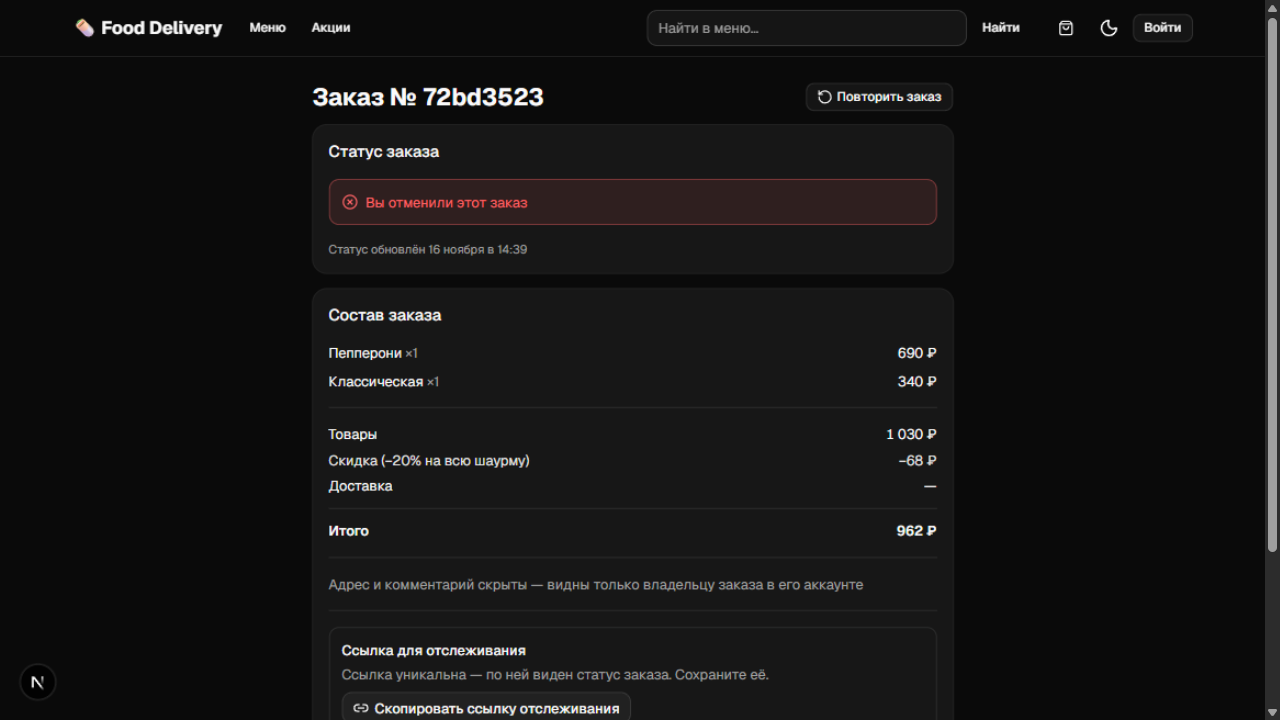 Food Delivery Меню Акции Найти в меню… Найти Войти
Заказ № 72bd3523 Повторить заказ
Статус заказа
Вы отменили этот заказ
Статус обновлён 16 ноября в 14:39
Состав заказа
Пепперони ×1 690 ₽
Классическая ×1 340 ₽
Товары 1 030 ₽
Скидка (−20% на всю шаурму) −68 ₽
Доставка —
Итого 962 ₽
Адрес и комментарий скрыты — видны только владельцу заказа в его аккаунте
Ссылка для отслеживания
Ссылка уникальна — по ней виден статус заказа. Сохраните её.
Скопировать ссылку отслеживания
N